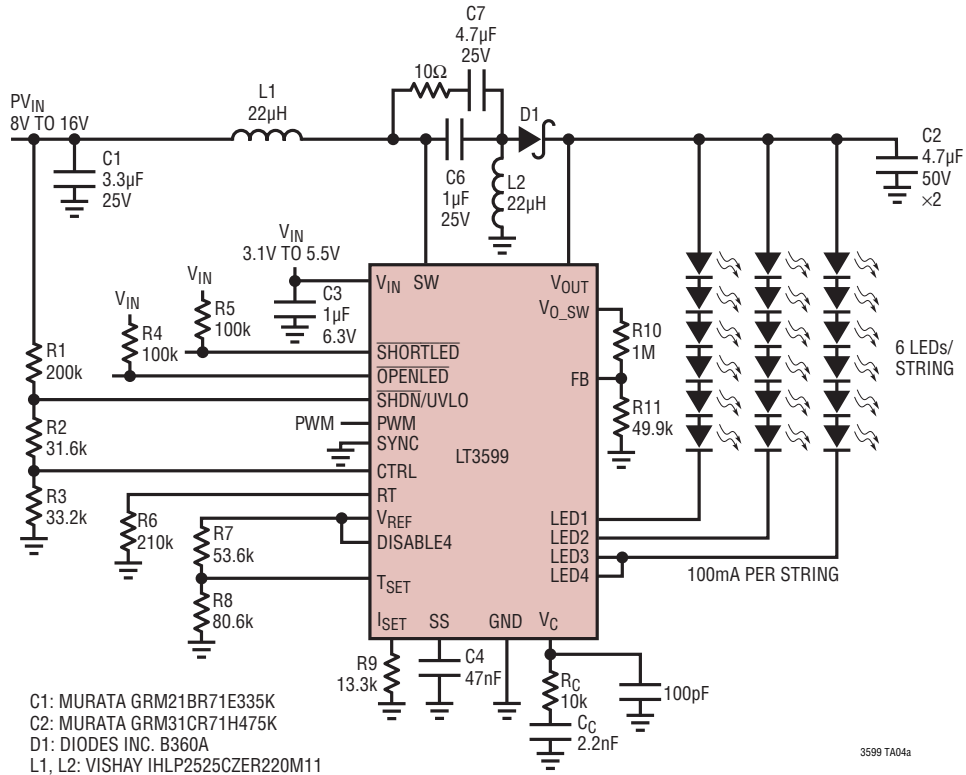 C7
4.7µF
25V
10Ω
L1
22µH
PVIN
8V TO 16V
D1
C1
3.3µF
25V
C6
1µF
25V
L2
22µH
C2
4.7µF
50V
×2
VIN
3.1V TO 5.5V
VIN
VIN
R5
100k
R4
100k
C3
1µF
6.3V
VIN
SW
VOUT
VO_SW
R10
1M
FB
R11
49.9k
6 LEDs/
STRING
R1
200k
SHORTLED
OPENLED
SHDN/UVLO
PWM
PWM
SYNC
LT3599
R2
31.6k
CTRL
R3
33.2k
RT
R6
210k
VREF
DISABLE4
R7
53.6k
TSET
R8
80.6k
LED1
LED2
LED3
LED4
100mA PER STRING
ISET
SS
GND
VC
R9
13.3k
C4
47nF
RC
10k
CC
2.2nF
100pF
C1: MURATA GRM21BR71E335K
C2: MURATA GRM31CR71H475K
D1: DIODES INC. B360A
L1, L2: VISHAY IHLP2525CZER220M11
3599 TA04a